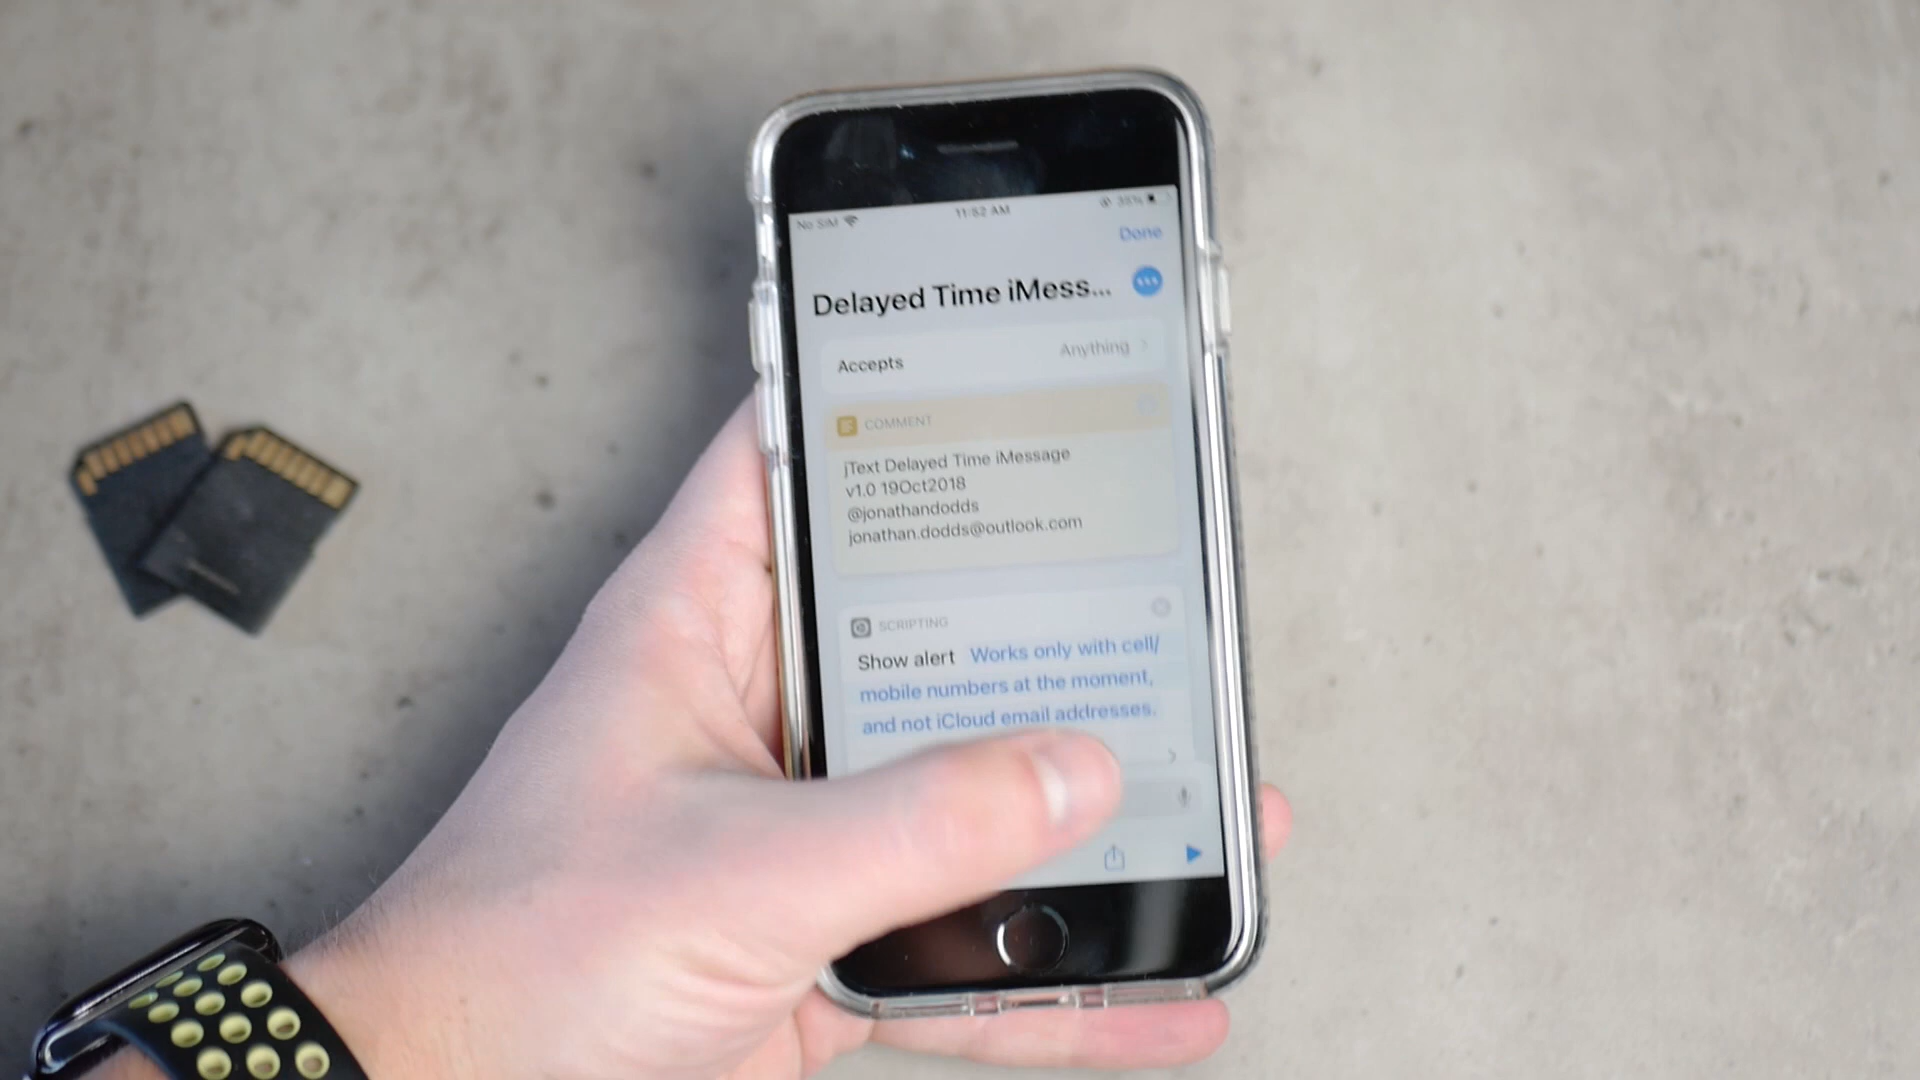 No SIM 11:52 AM 35%
Done
Delayed Time iMess...
Accepts Anything
COMMENT
jText Delayed Time iMessage
v1.0 19Oct2018
@jonathandodds
jonathan.dodds@outlook.com
SCRIPTING
Show alert Works only with cell/
mobile numbers at the moment,
and not iCloud email addresses.